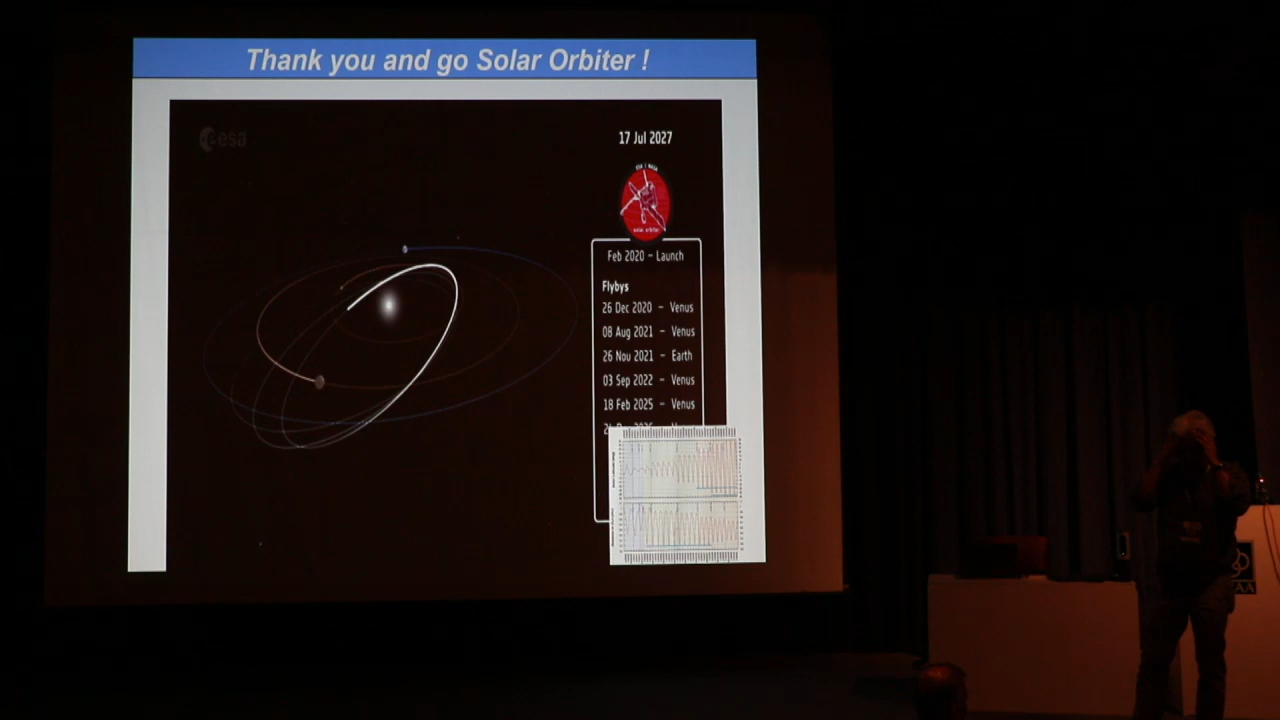 Thank you and go Solar Orbiter !
esa
17 Jul 2027
solar orbiter
Feb 2020 – Launch
Flybys
26 Dec 2020 – Venus
08 Aug 2021 – Venus
26 Nov 2021 – Earth
03 Sep 2022 – Venus
18 Feb 2025 – Venus